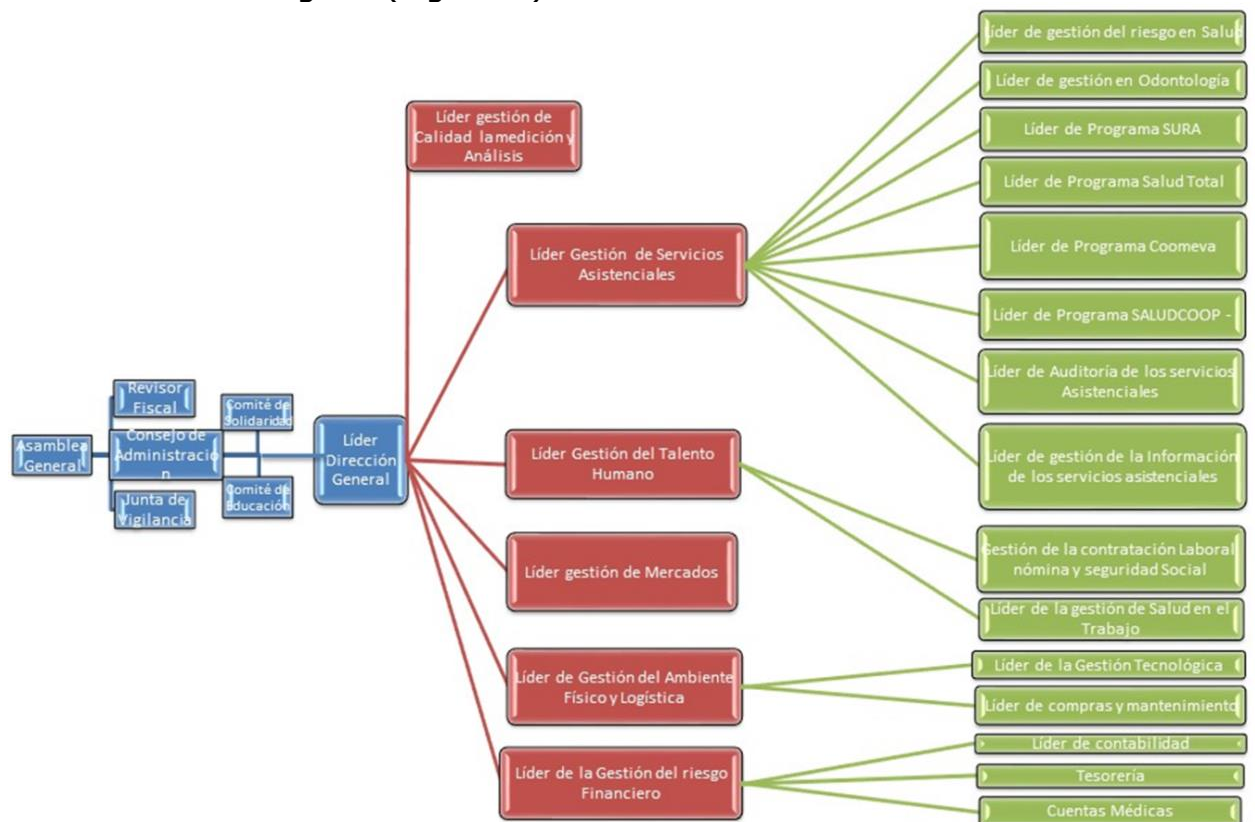 Asamblea
General
Revisor
Fiscal
Consejo de
Administracio
n
Junta de
Vigilancia
Comité de
Solidaridad
Comité de
Educación
Líder
Dirección
General
Líder gestión de
Calidad lamedición y
Análisis
Líder Gestión de Servicios
Asistenciales
Líder Gestión del Talento
Humano
Líder gestión de Mercados
Líder de Gestión del Ambiente
Físico y Logística
Líder de la Gestión del riesgo
Financiero
Líder de gestión del riesgo en Salud
Líder de gestión en Odontología
Líder de Programa SURA
Líder de Programa Salud Total
Líder de Programa Coomeva
Líder de Programa SALUDCOOP -
Líder de Auditoría de los servicios
Asistenciales
Líder de gestión de la Información
de los servicios asistenciales
Gestión de la contratación Laboral
nómina y seguridad Social
Líder de la gestión de Salud en el
Trabajo
Líder de la Gestión Tecnológica
Líder de compras y mantenimiento
Líder de contabilidad
Tesorería
Cuentas Médicas